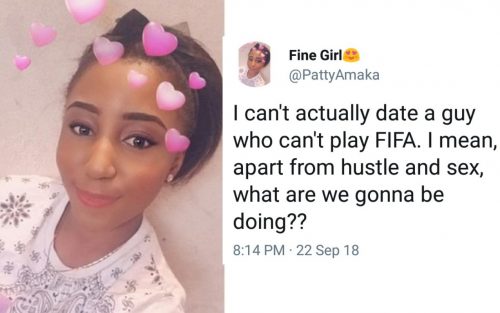 Fine Girl😍
@PattyAmaka
I can't actually date a guy
who can't play FIFA. I mean,
apart from hustle and sex,
what are we gonna be
doing??
8:14 PM · 22 Sep 18